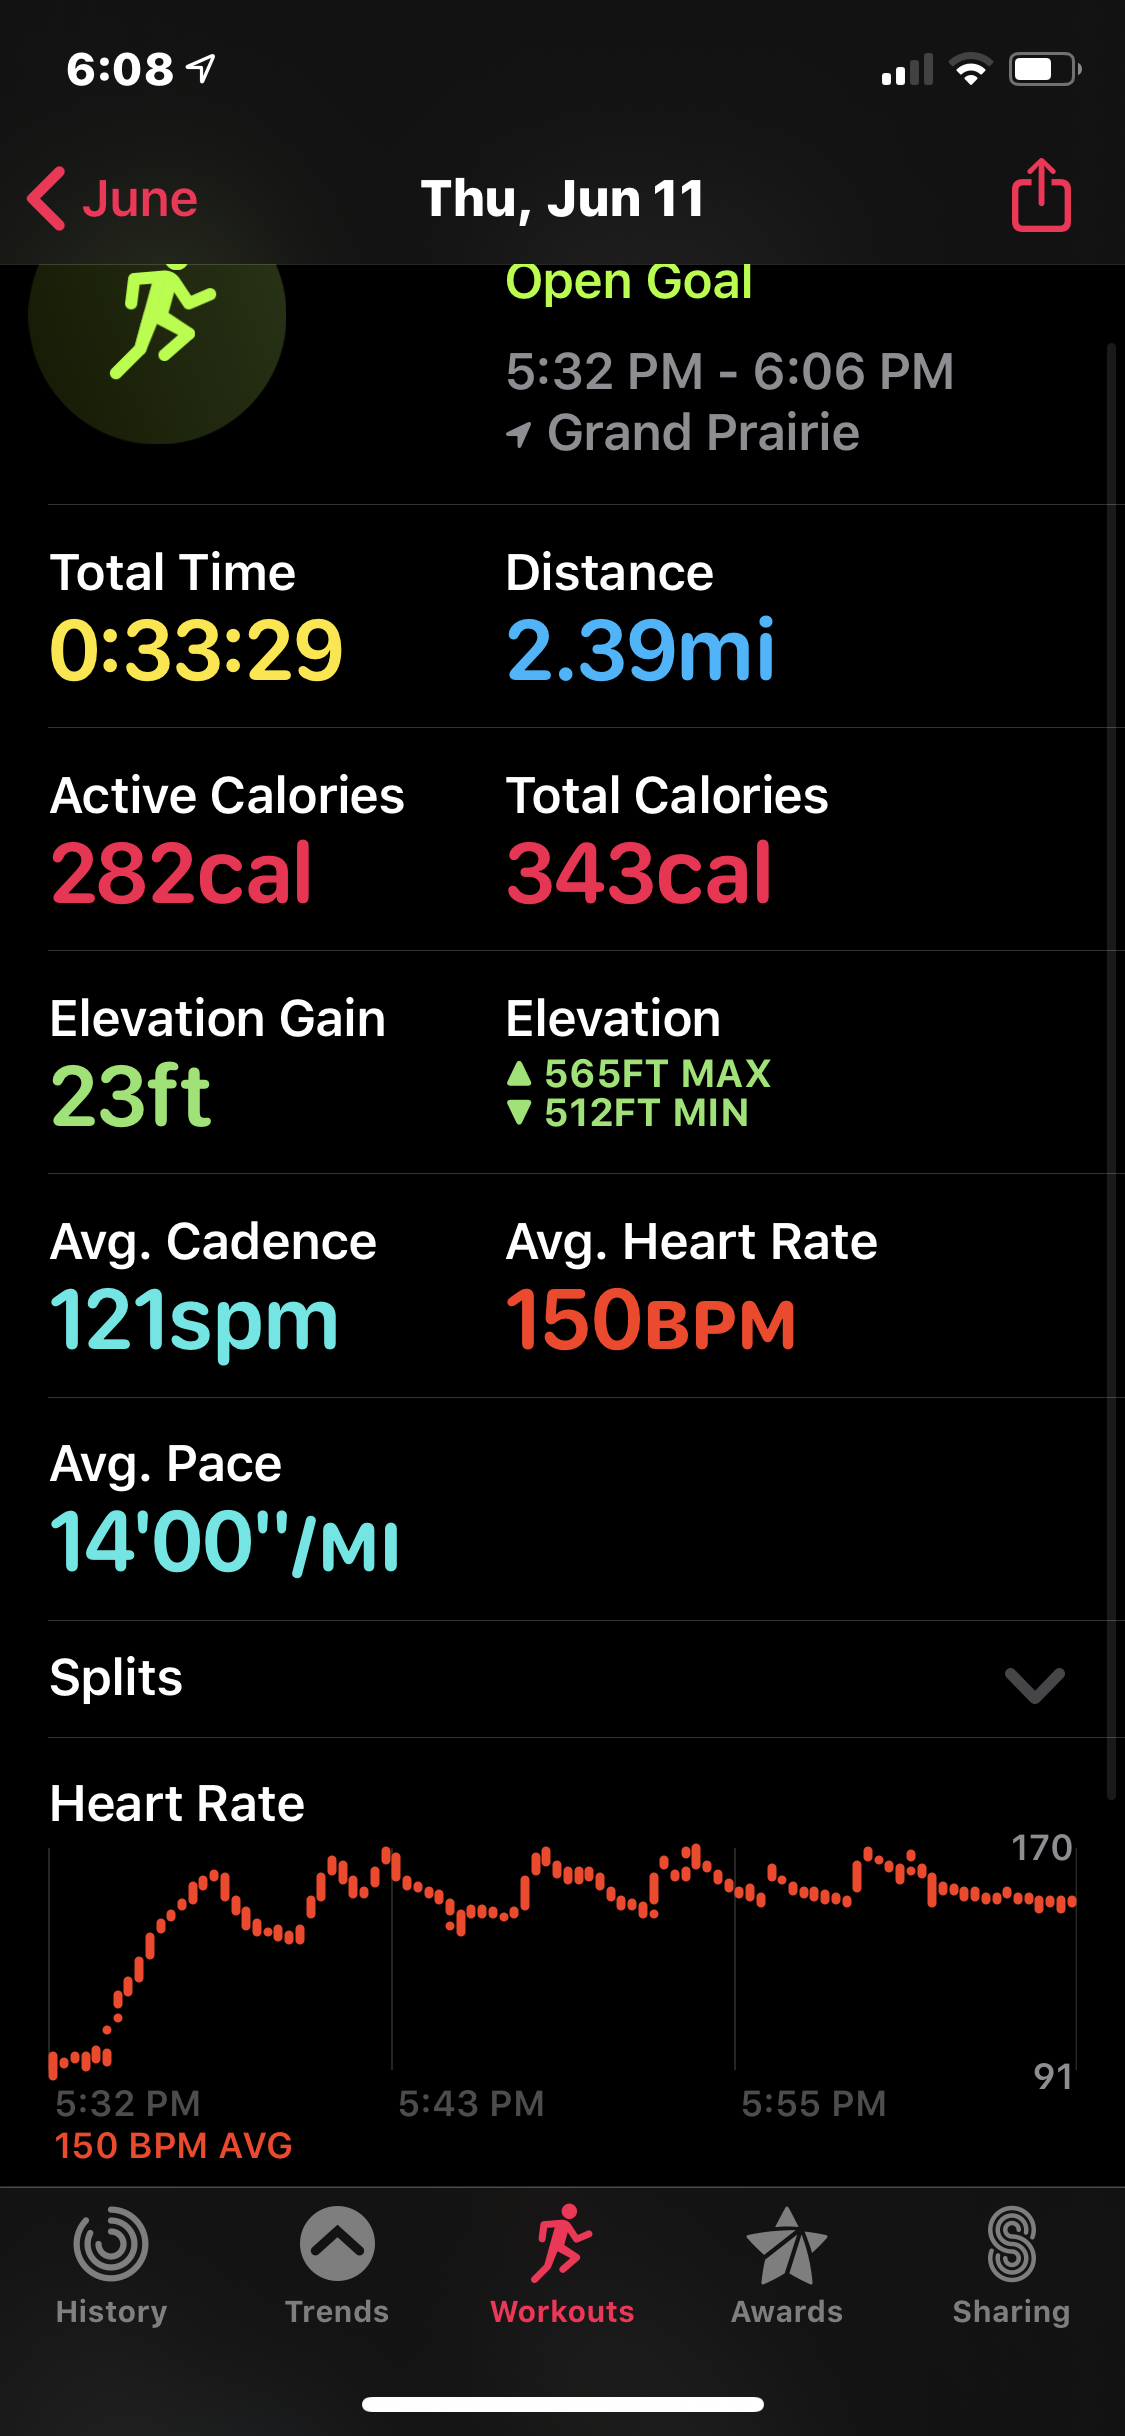 6:08
June
Thu, Jun 11
Open Goal
5:32 PM - 6:06 PM
Grand Prairie
Total Time
Distance
0:33:29
2.39mi
Active Calories
Total Calories
282cal
343cal
Elevation Gain
Elevation
23ft
565FT MAX
512FT MIN
Avg. Cadence
Avg. Heart Rate
121spm
150BPM
Avg. Pace
14'00"/MI
Splits
Heart Rate
170
91
5:32 PM
5:43 PM
5:55 PM
150 BPM AVG
History
Trends
Workouts
Awards
Sharing